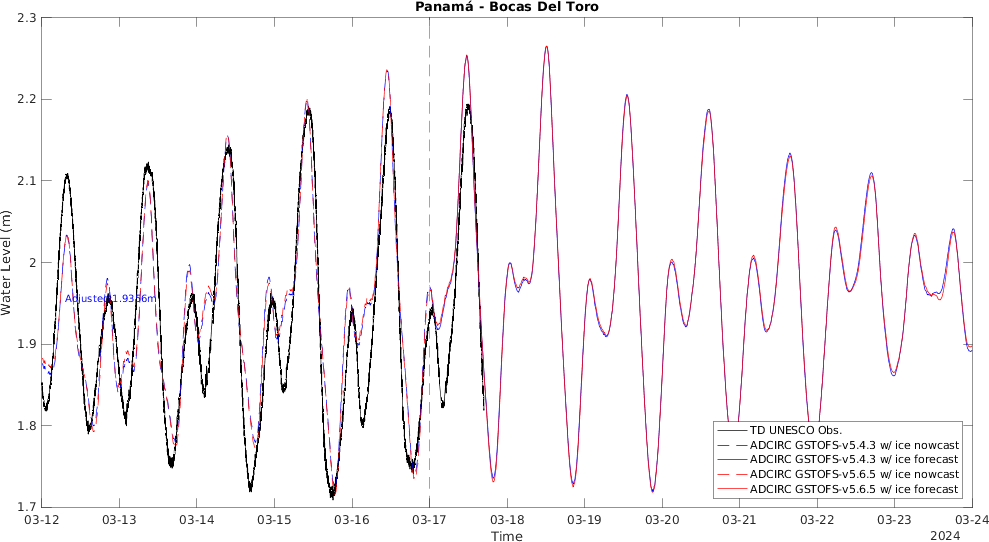 Panamá - Bocas Del Toro
2.3
2.2
2.1
2
1.9
1.8
1.7
Water Level (m)
03-12 03-13 03-14 03-15 03-16 03-17 03-18 03-19 03-20 03-21 03-22 03-23 03-24
Time
2024
TD UNESCO Obs.
ADCIRC GSTOFS-v5.4.3 w/ ice nowcast
ADCIRC GSTOFS-v5.4.3 w/ ice forecast
ADCIRC GSTOFS-v5.6.5 w/ ice nowcast
ADCIRC GSTOFS-v5.6.5 w/ ice forecast